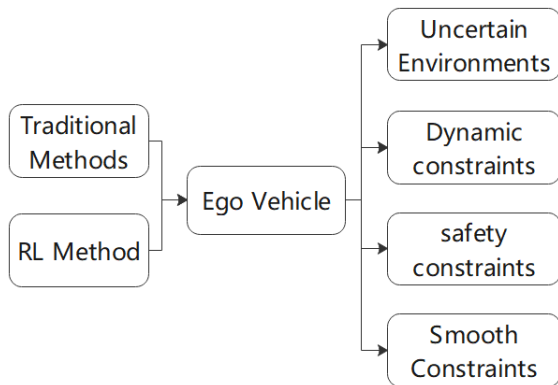 Traditional
Methods
RL Method
Ego Vehicle
Uncertain
Environments
Dynamic
constraints
safety
constraints
Smooth
Constraints